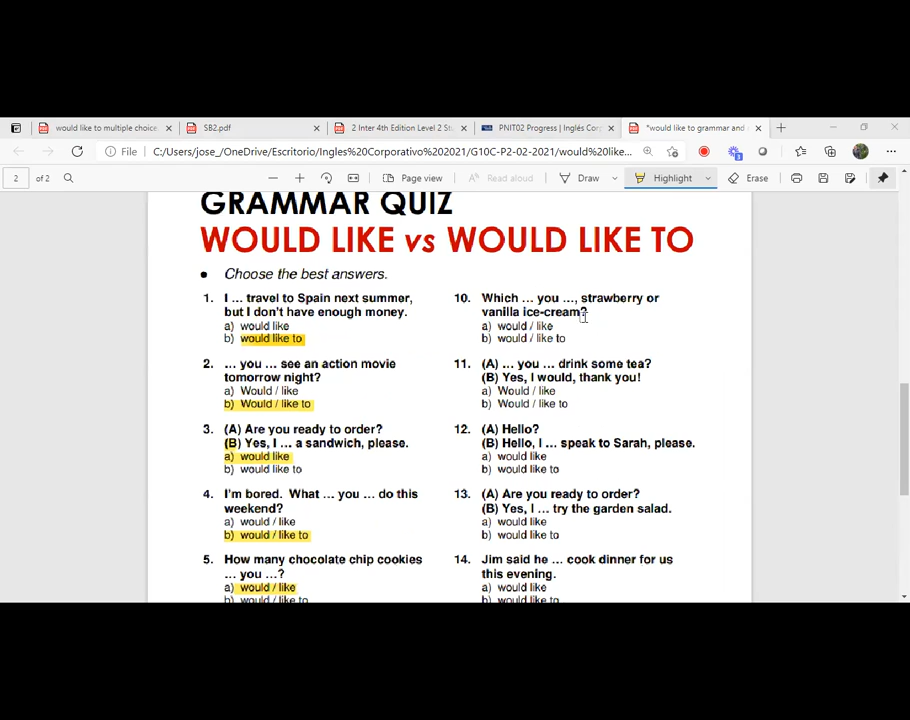 would like to multiple choice
SB2.pdf
2 Inter 4th Edition Level 2 Stu
PNIT02 Progress | Inglés Corp
*would like to grammar and
File
C:/Users/jose_/OneDrive/Escritorio/Ingles%20Corporativo%202021/G10C-P2-02-2021/would%20like...
2
of 2
Page view
Read aloud
Draw
Highlight
Erase
GRAMMAR QUIZ
WOULD LIKE vs WOULD LIKE TO
• Choose the best answers.
1. I ... travel to Spain next summer,
but I don't have enough money.
a) would like
b) would like to
2. ... you ... see an action movie
tomorrow night?
a) Would / like
b) Would / like to
3. (A) Are you ready to order?
(B) Yes, I ... a sandwich, please.
a) would like
b) would like to
4. I'm bored. What ... you ... do this
weekend?
a) would / like
b) would / like to
5. How many chocolate chip cookies
... you ...?
a) would / like
b) would / like to
10. Which ... you ..., strawberry or
vanilla ice-cream?
a) would / like
b) would / like to
11. (A) ... you ... drink some tea?
(B) Yes, I would, thank you!
a) Would / like
b) Would / like to
12. (A) Hello?
(B) Hello, I ... speak to Sarah, please.
a) would like
b) would like to
13. (A) Are you ready to order?
(B) Yes, I ... try the garden salad.
a) would like
b) would like to
14. Jim said he ... cook dinner for us
this evening.
a) would like
b) would like to